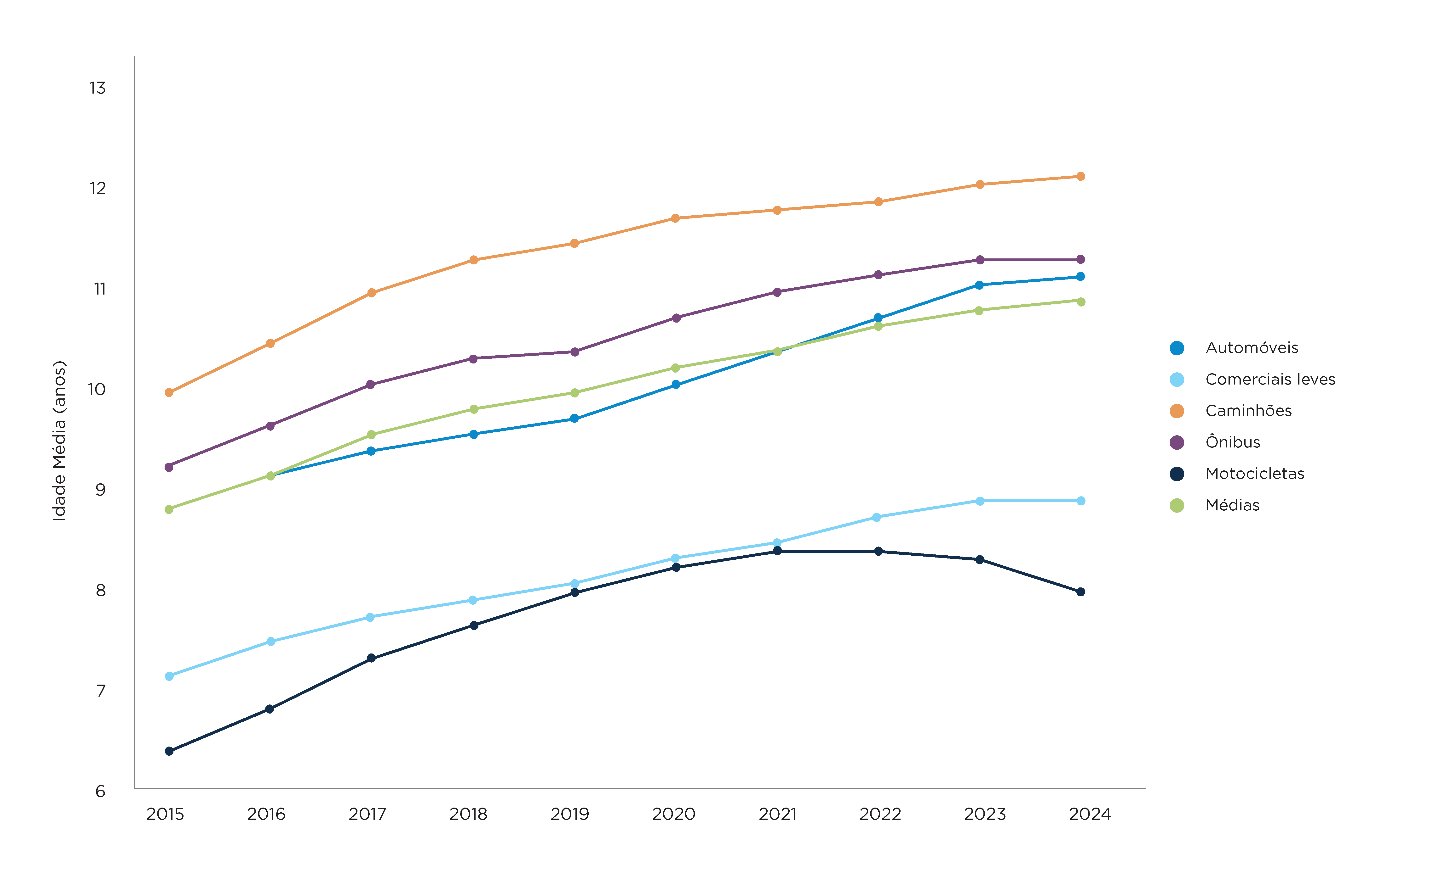 13
12
11
10
9
8
7
6
Idade Média (anos)
2015 2016 2017 2018 2019 2020 2021 2022 2023 2024
Automóveis
Comerciais leves
Caminhões
Ônibus
Motocicletas
Médias